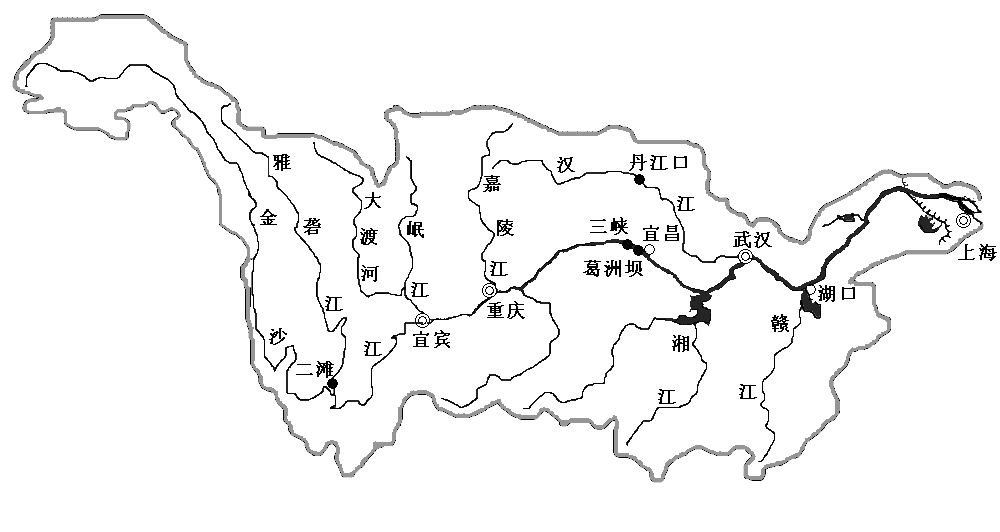 雅砻江
金沙江
大渡河
岷江
嘉陵江
汉江
丹江口
三峡
宜昌
葛洲坝
武汉
上海
重庆
宜宾
二滩
湖口
湘江
赣江